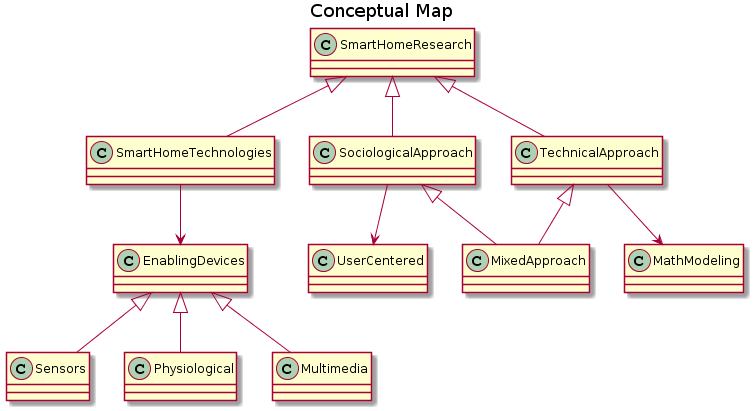 Conceptual Map
C SmartHomeResearch
C SmartHomeTechnologies
C SociologicalApproach
C TechnicalApproach
C EnablingDevices
C UserCentered
C MixedApproach
C MathModeling
C Sensors
C Physiological
C Multimedia